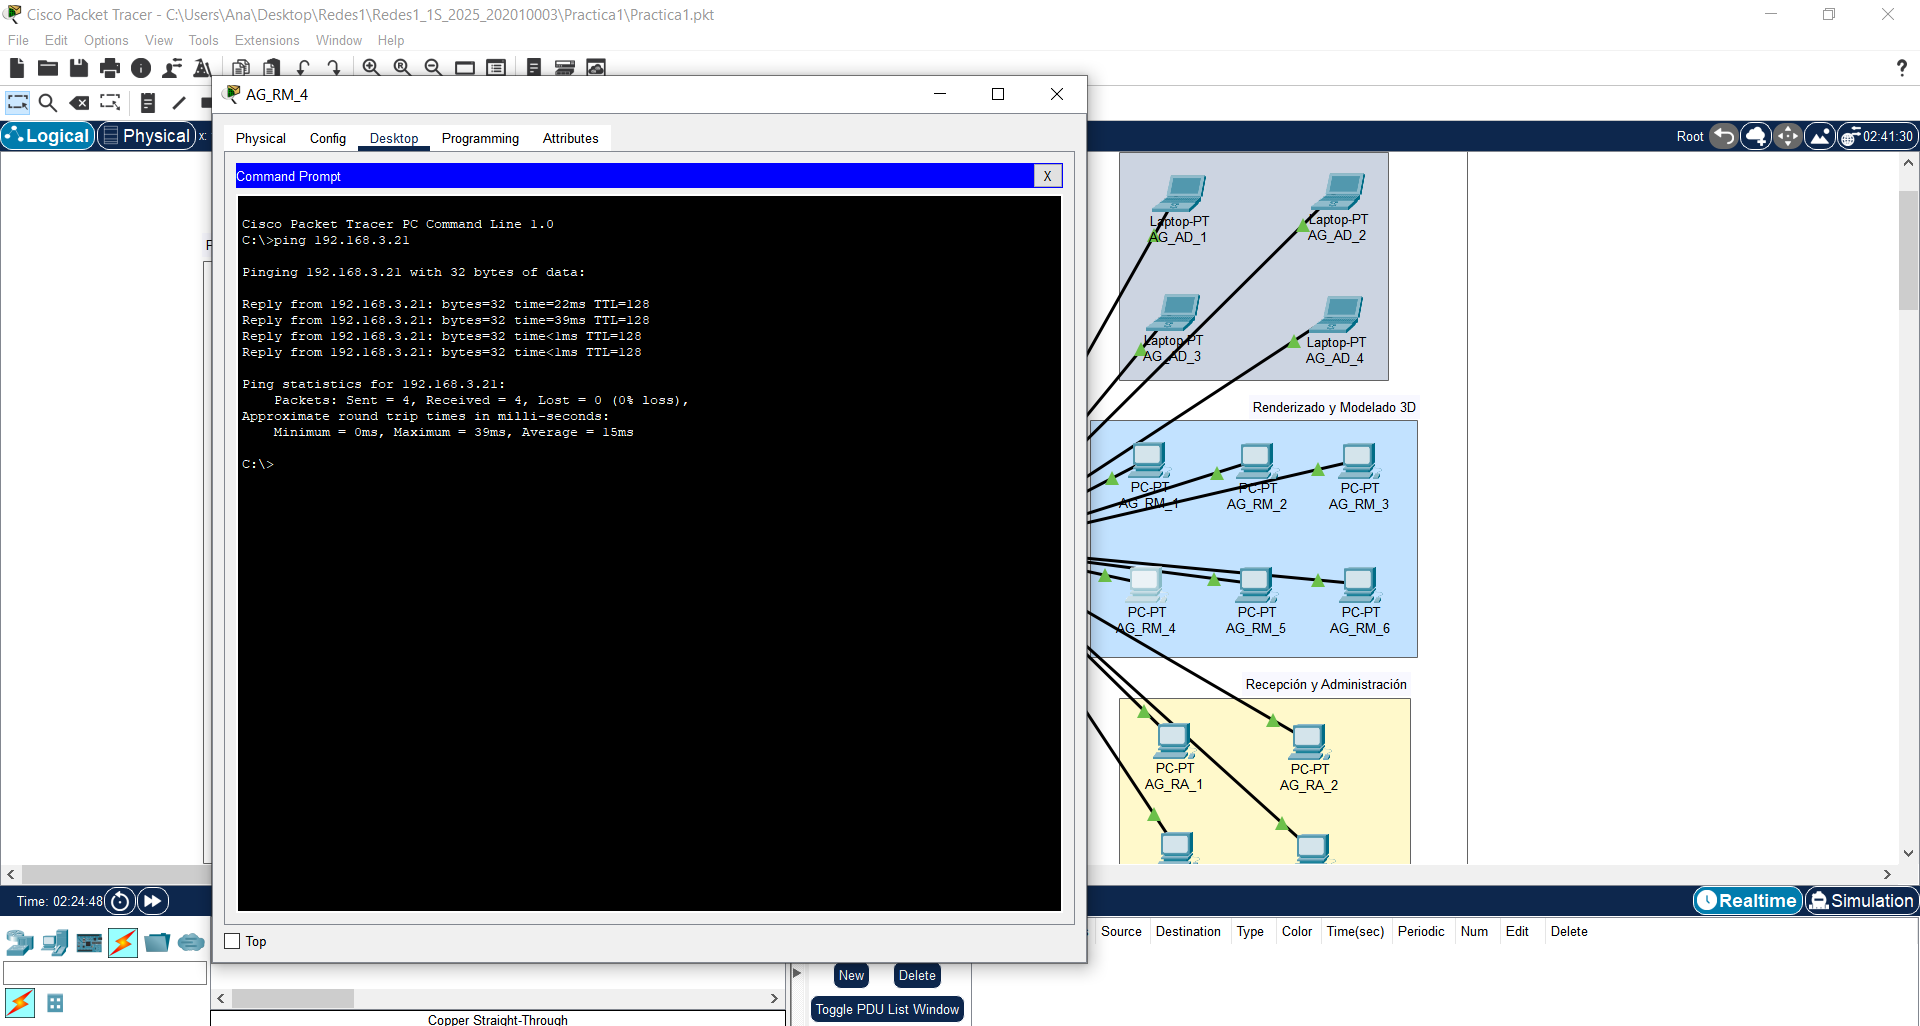 Cisco Packet Tracer - C:\Users\Ana\Desktop\Redes1\Redes1_1S_2025_202010003\Practica1\Practica1.pkt
File Edit Options View Tools Extensions Window Help
?
AG_RM_4
Logical Physical x: Root 02:41:30
Physical Config Desktop Programming Attributes
Command Prompt X
Cisco Packet Tracer PC Command Line 1.0
C:\>ping 192.168.3.21
Pinging 192.168.3.21 with 32 bytes of data:
Reply from 192.168.3.21: bytes=32 time=22ms TTL=128
Reply from 192.168.3.21: bytes=32 time=39ms TTL=128
Reply from 192.168.3.21: bytes=32 time<1ms TTL=128
Reply from 192.168.3.21: bytes=32 time<1ms TTL=128
Ping statistics for 192.168.3.21:
Packets: Sent = 4, Received = 4, Lost = 0 (0% loss),
Approximate round trip times in milli-seconds:
Minimum = 0ms, Maximum = 39ms, Average = 15ms
C:\>
Top
Laptop-PT
AG_AD_1
Laptop-PT
AG_AD_2
Laptop-PT
AG_AD_3
Laptop-PT
AG_AD_4
Renderizado y Modelado 3D
PC-PT
AG_RM_1
PC-PT
AG_RM_2
PC-PT
AG_RM_3
PC-PT
AG_RM_4
PC-PT
AG_RM_5
PC-PT
AG_RM_6
Recepción y Administración
PC-PT
AG_RA_1
PC-PT
AG_RA_2
Time: 02:24:48 Realtime Simulation
Source Destination Type Color Time(sec) Periodic Num Edit Delete
New Delete
Toggle PDU List Window
Copper Straight-Through